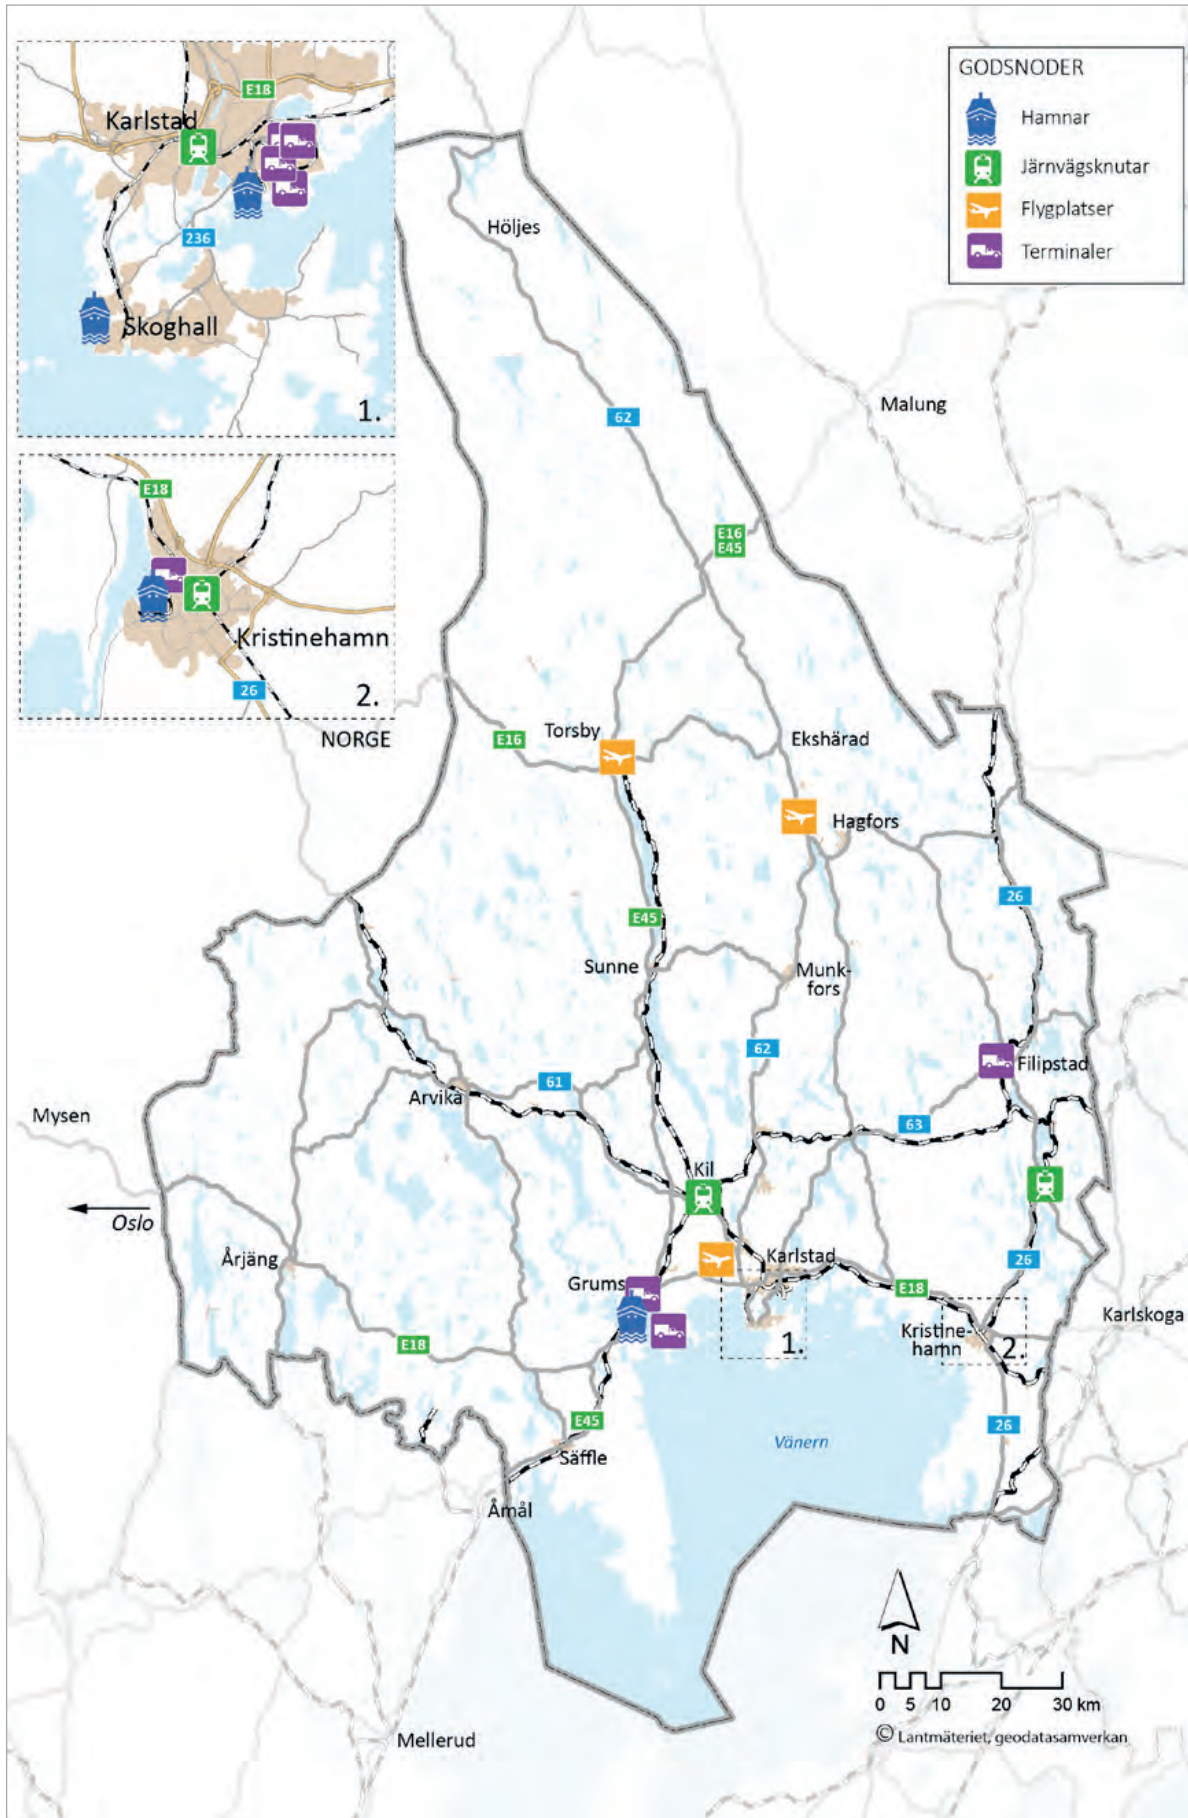 E18
Karlstad
236
Skoghall
1.
E18
Kristinehamn
26
2.
GODSNODER
Hamnar
Järnvägsknutar
Flygplatser
Terminaler
Höljes
62
Malung
E16
E45
NORGE
E16
Torsby
Ekshärad
Hagfors
26
E45
Sunne
Munk-
fors
62
Filipstad
61
Arvika
63
Mysen
Kil
Oslo
Årjäng
Karlstad
26
Grums
E18
Karlskoga
Kristine-
hamn
1.
2.
E18
E45
26
Vänern
Säffle
Åmål
N
0 5 10 20 30 km
Mellerud
© Lantmäteriet, geodatasamverkan